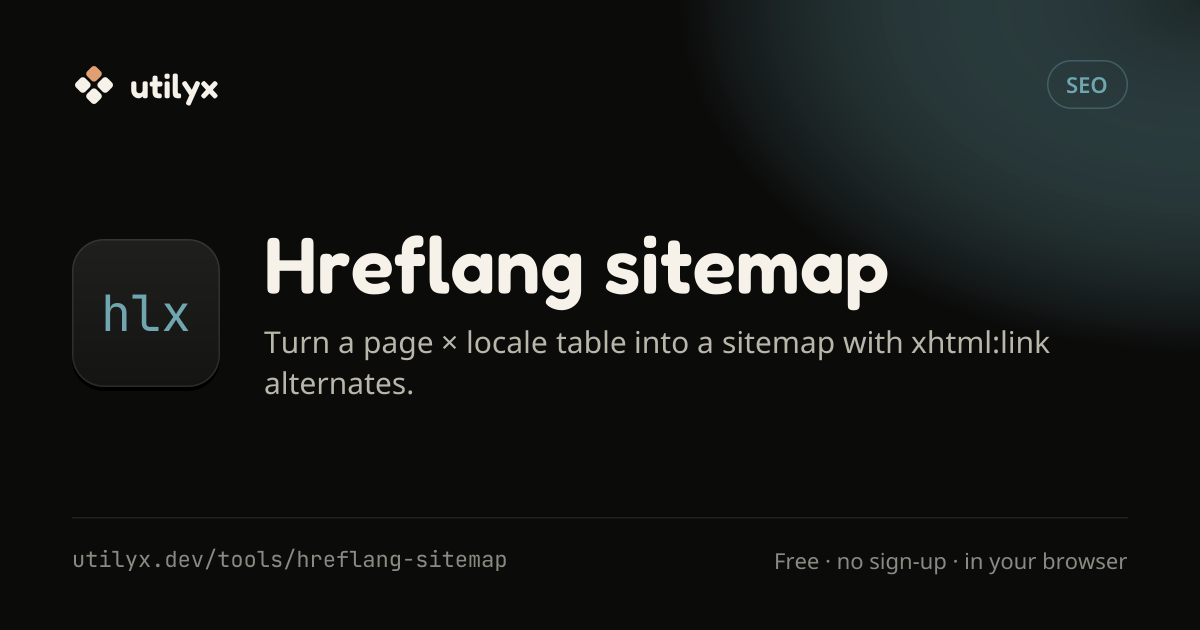 utilyx
SEO
hlx
Hreflang sitemap
Turn a page × locale table into a sitemap with xhtml:link
alternates.
utilyx.dev/tools/hreflang-sitemap
Free · no sign-up · in your browser